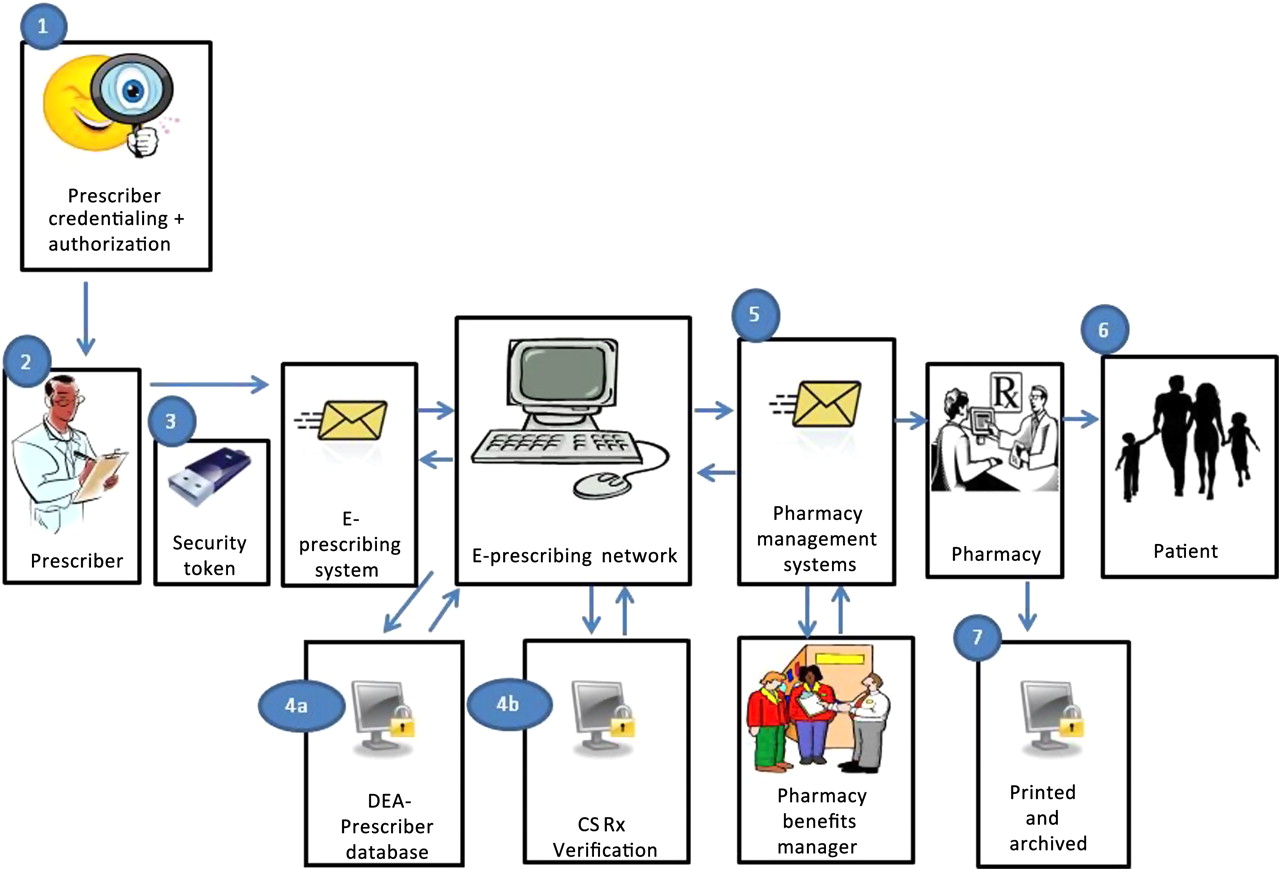 1
Prescriber
credentialing +
authorization
2
Prescriber
3
Security
token
E-
prescribing
system
E-prescribing network
5
Pharmacy
management
systems
Rx
Pharmacy
6
Patient
4a
DEA-
Prescriber
database
4b
CS Rx
Verification
Pharmacy
benefits
manager
7
Printed
and
archived